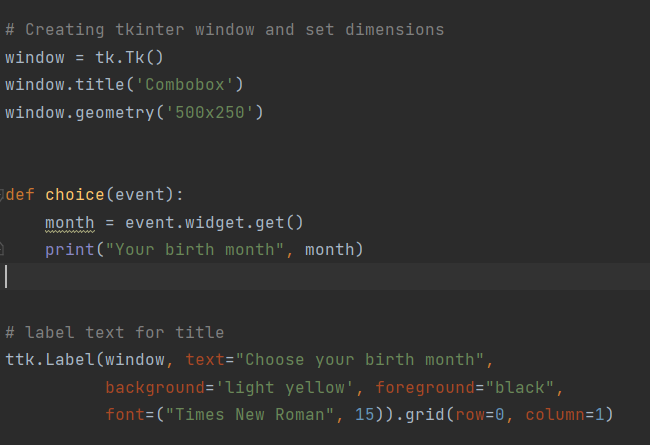 # Creating tkinter window and set dimensions
window = tk.Tk()
window.title('Combobox')
window.geometry('500x250')
def choice(event):
    month = event.widget.get()
    print("Your birth month", month)
# label text for title
ttk.Label(window, text="Choose your birth month",
          background='light yellow', foreground="black",
          font=("Times New Roman", 15)).grid(row=0, column=1)